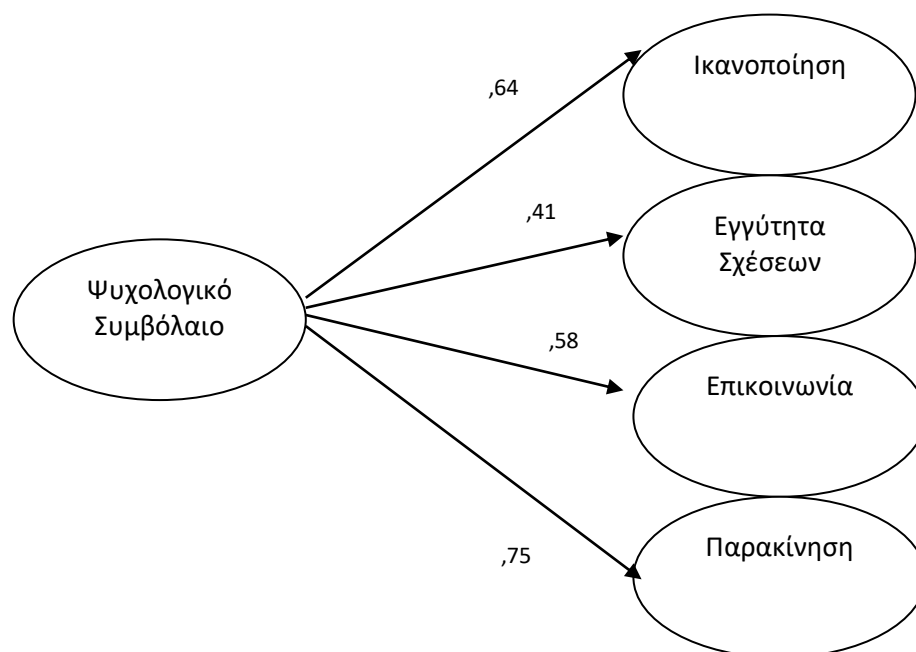 Ικανοποίηση
,64
,41
Εγγύτητα
Σχέσεων
Ψυχολογικό
Συμβόλαιο
,58
Επικοινωνία
Παρακίνηση
,75